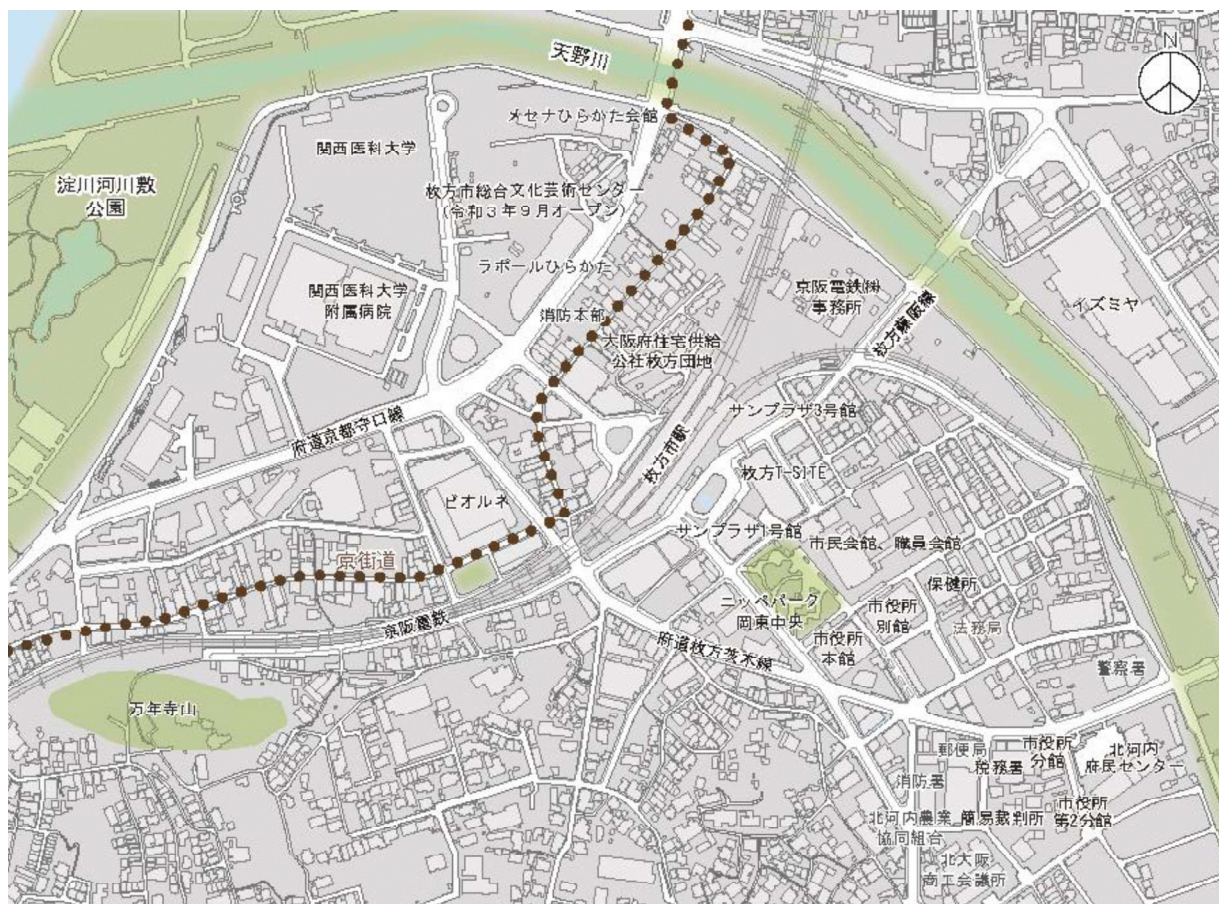 N
天野川
メセナひらかた会館
関西医科大学
淀川河川敷
公園
枚方市総合文化芸術センター
(令和3年9月オープン)
ラポールひらかた
関西医科大学
附属病院
京阪電鉄㈱
事務所
イズミヤ
消防本部
大阪府住宅供給
公社枚方団地
枚方藤阪線
サンプラザ3号館
府道京都守口線
枚方市駅
枚方T-SITE
ビオルネ
サンプラザ1号館
市民会館、職員会館
京街道
保健所
ニッペパーク
岡東中央
市役所
別館
法務局
京阪電鉄
府道枚方茨木線
市役所
本館
警察署
万年寺山
郵便局
税務署
市役所
分館
北河内
府民センター
消防署
北河内農業
協同組合
簡易裁判所
市役所
第2分館
北大阪
商工会議所